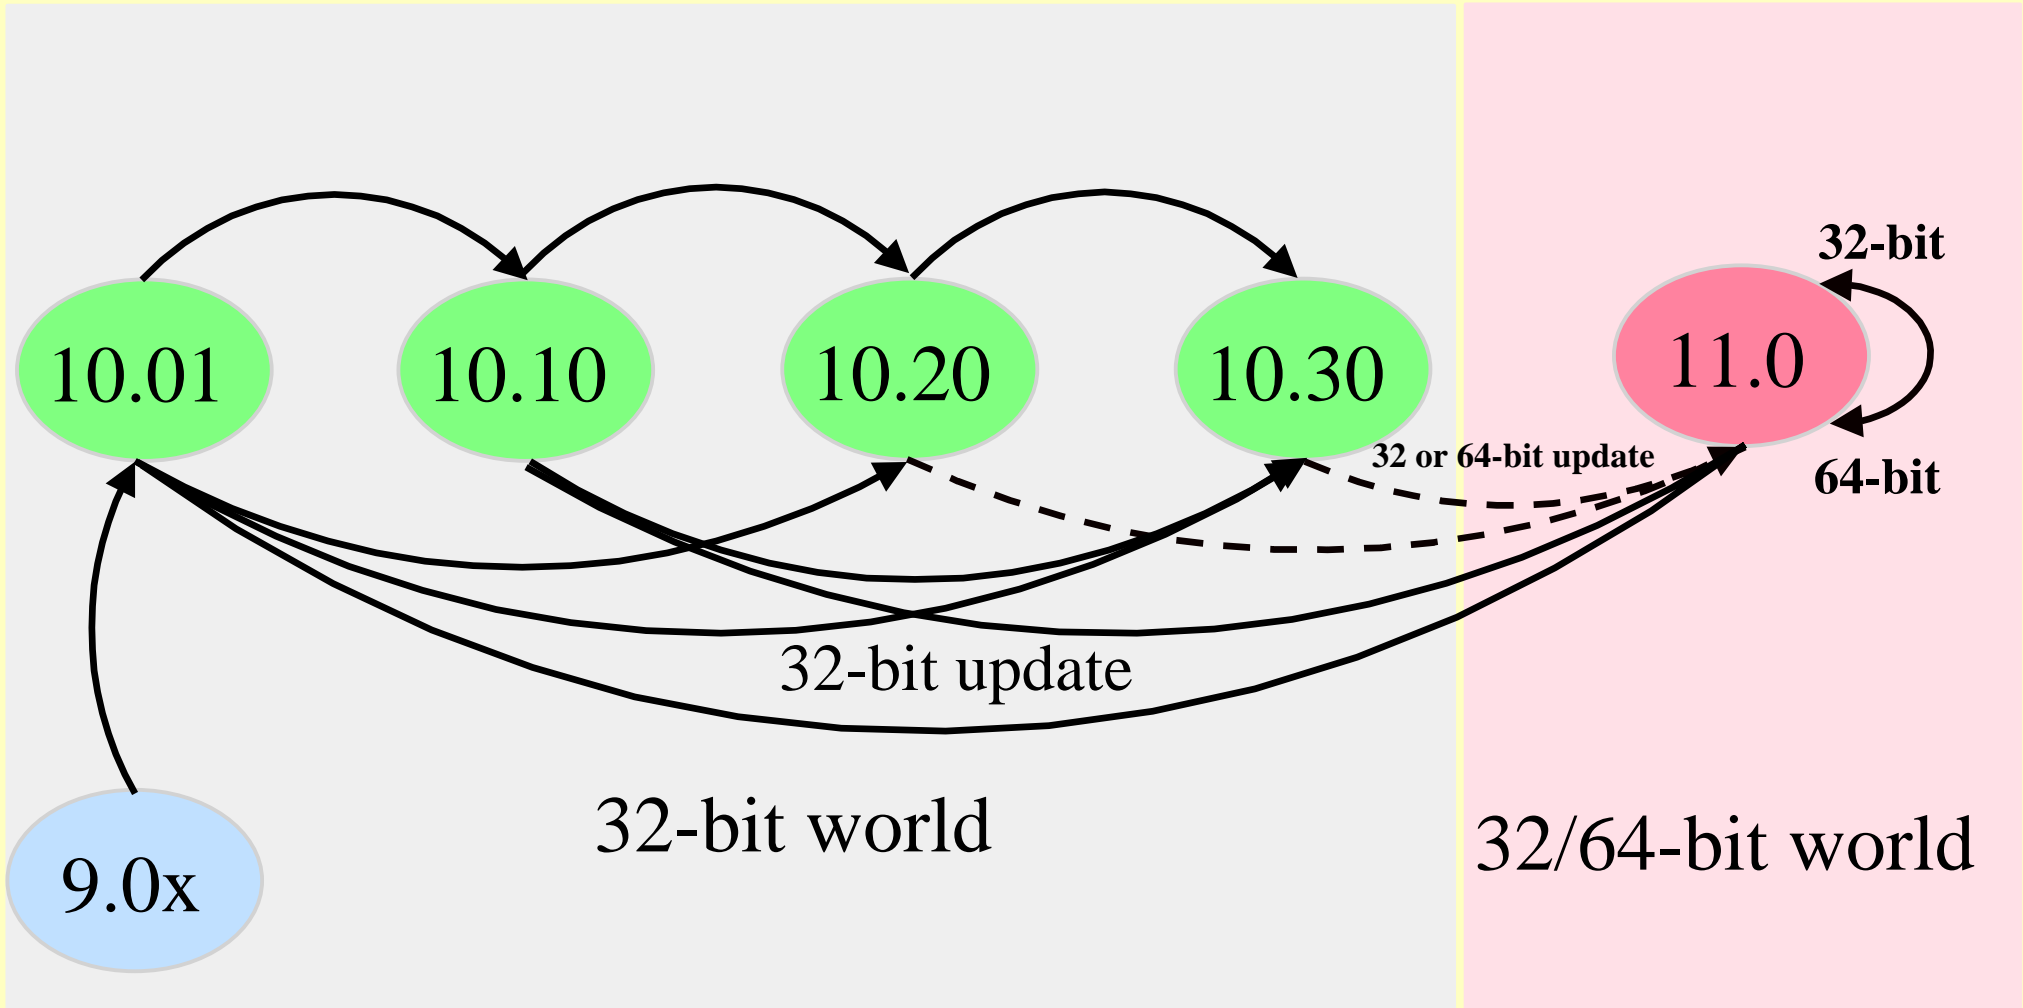 32-bit
10.01
10.10
10.20
10.30
11.0
32 or 64-bit update
64-bit
32-bit update
32-bit world
32/64-bit world
9.0x